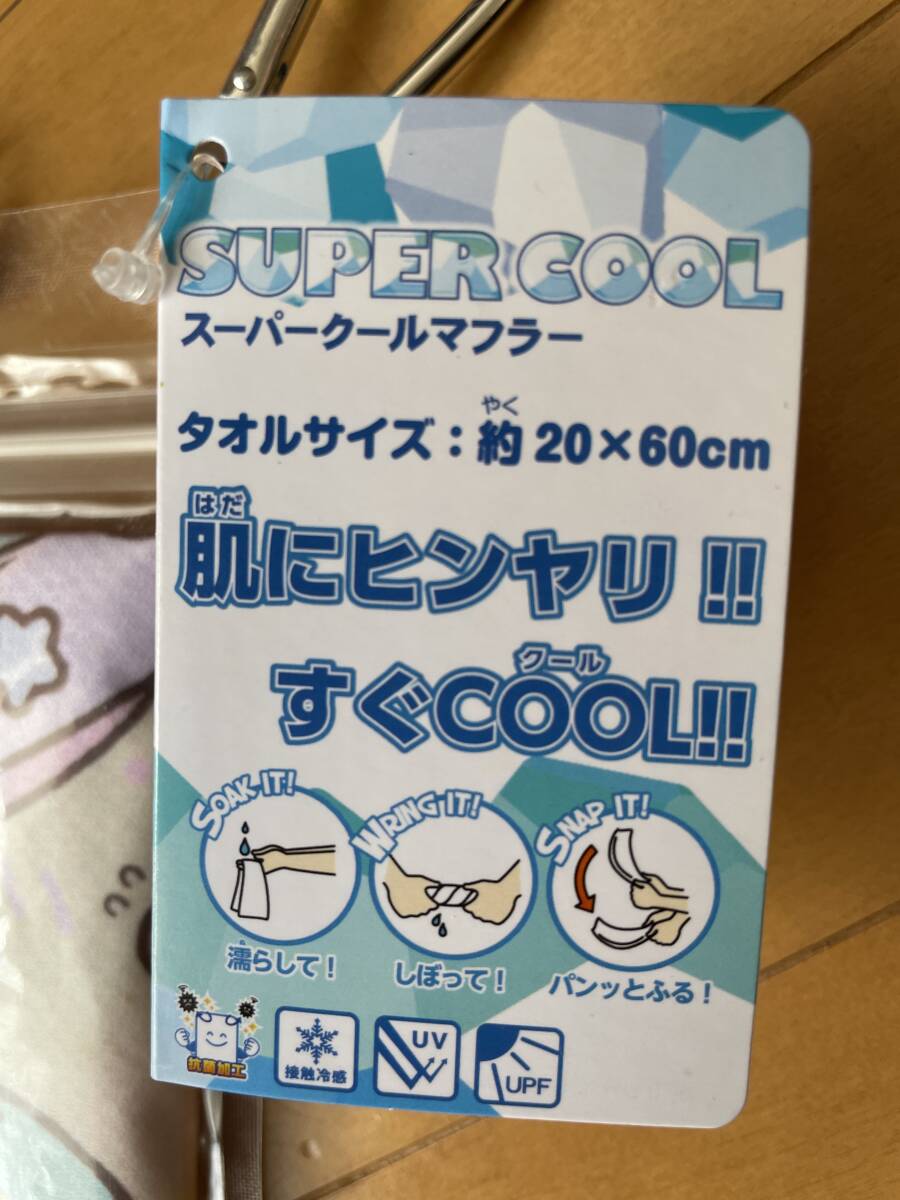 SUPER COOL
スーパークールマフラー
やく
タオルサイズ：約 20×60cm
はだ
肌にヒンヤリ!!
クール
すぐCOOL!!
SOAK IT!
WRING IT!
SNAP IT!
濡らして！
しぼって！
パンッとふる！
抗菌加工
接触冷感
UV
UPF